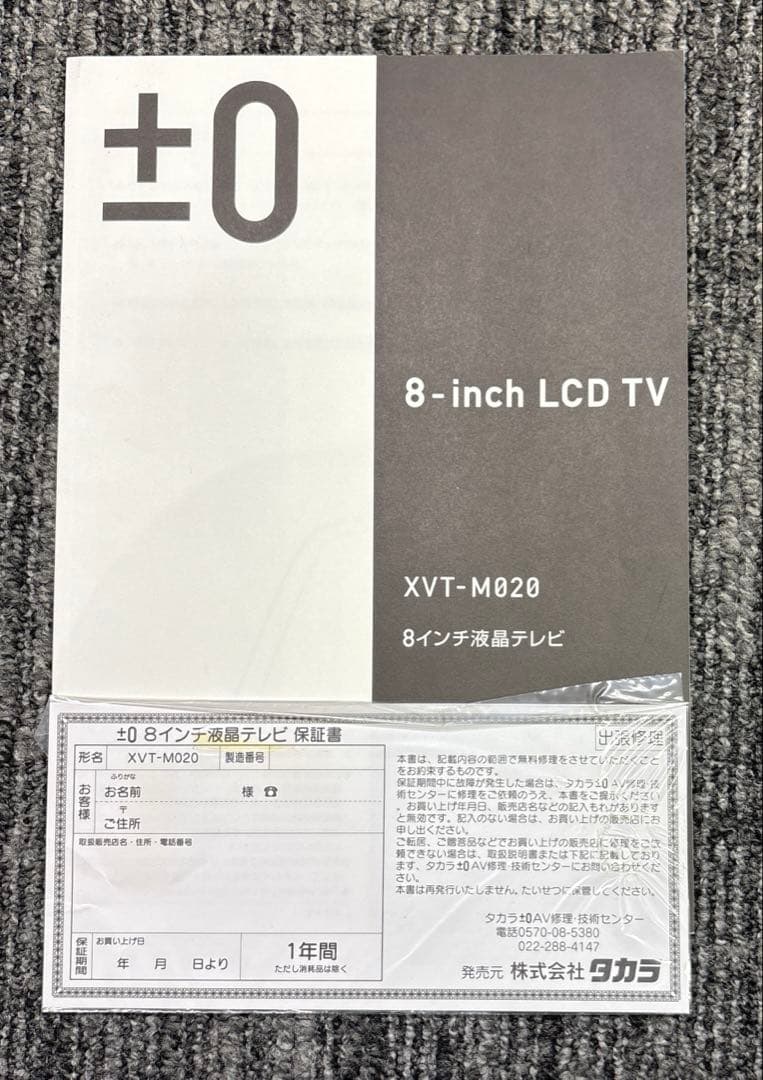 ±0
8-inch LCD TV
XVT-M020
8インチ液晶テレビ
±0 8インチ液晶テレビ 保証書
出張修理
形名 XVT-M020 製造番号
お客様
ふりがな
お名前 様 ☎
〒
ご住所
取扱販売店名・住所・電話番号
保証期間
お買い上げ日
年 月 日より
1年間
ただし消耗品は除く
本書は、記載内容の範囲で無料修理をさせていただくこと
をお約束するものです。
保証期間中に故障が発生した場合は、タカラ±0 AV修理・技
術センターに修理をご依頼のうえ、本書をご提示ください
。お買い上げ年月日、販売店名などの記入もれがあります
と無効です。記入のない場合は、お買い上げの販売店にお
申し出ください。
ご転居、ご贈答品などでお買い上げの販売店に修理をご依
頼できない場合は、取扱説明書または下記に記載しており
ます、タカラ±0AV修理・技術センターにお問い合わせくだ
さい。
本書は再発行いたしません。たいせつに保管してください。
タカラ±0AV修理・技術センター
電話0570-08-5380
022-288-4147
発売元 株式会社タカラ